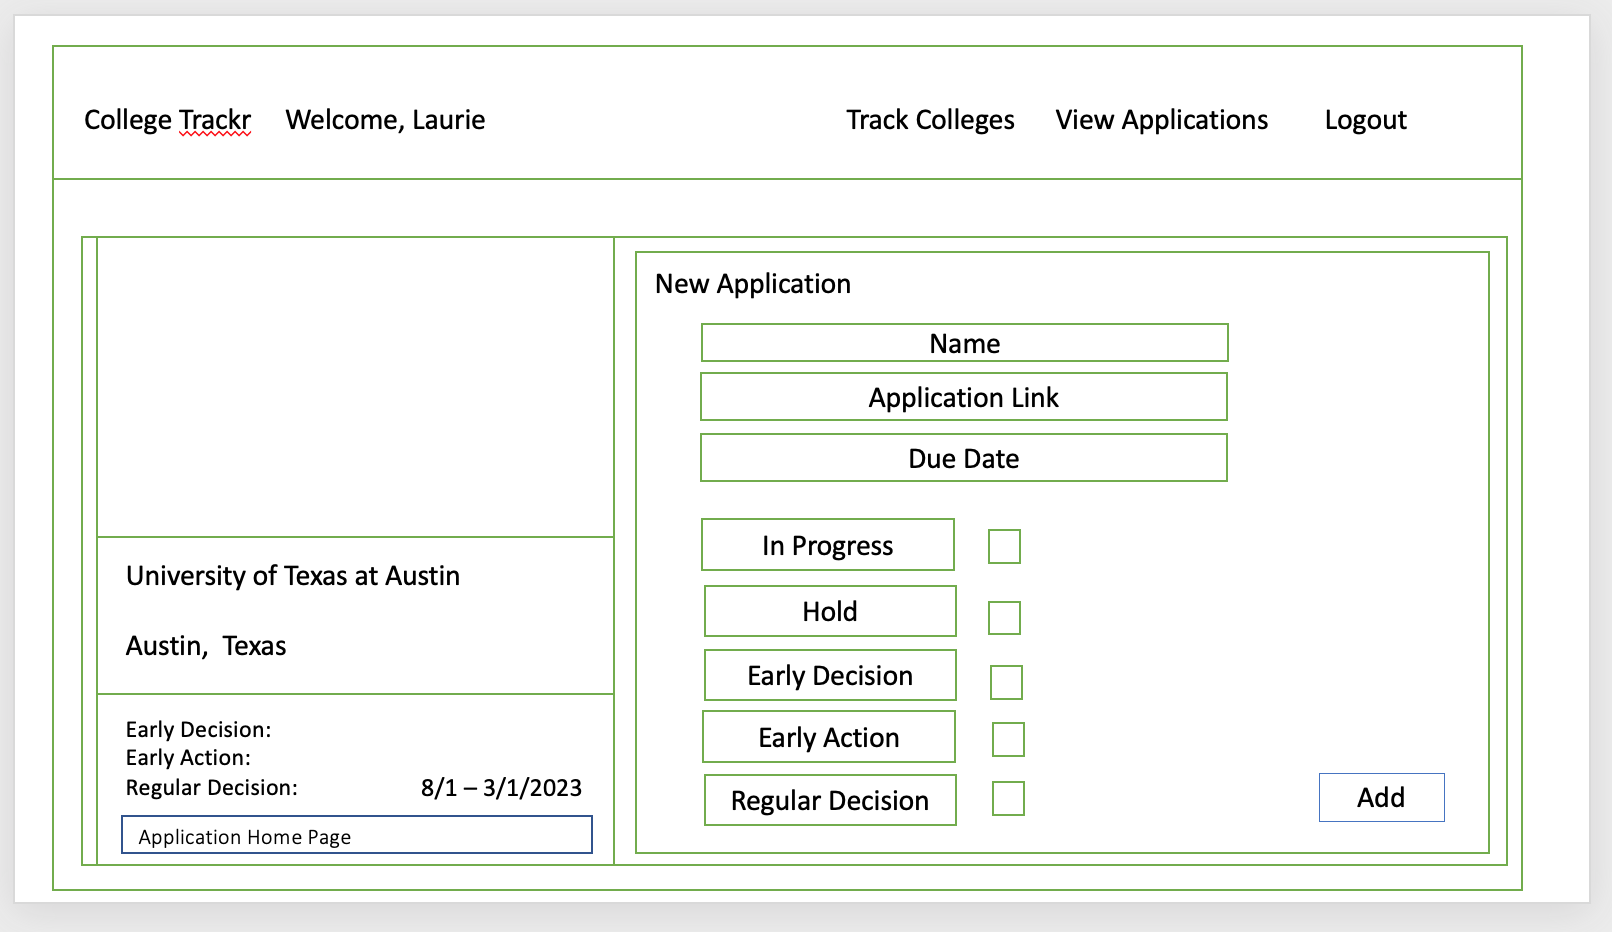 College Trackr Welcome, Laurie Track Colleges View Applications Logout
University of Texas at Austin
Austin, Texas
Early Decision:
Early Action:
Regular Decision: 8/1 – 3/1/2023
Application Home Page
New Application
Name
Application Link
Due Date
In Progress
Hold
Early Decision
Early Action
Regular Decision
Add